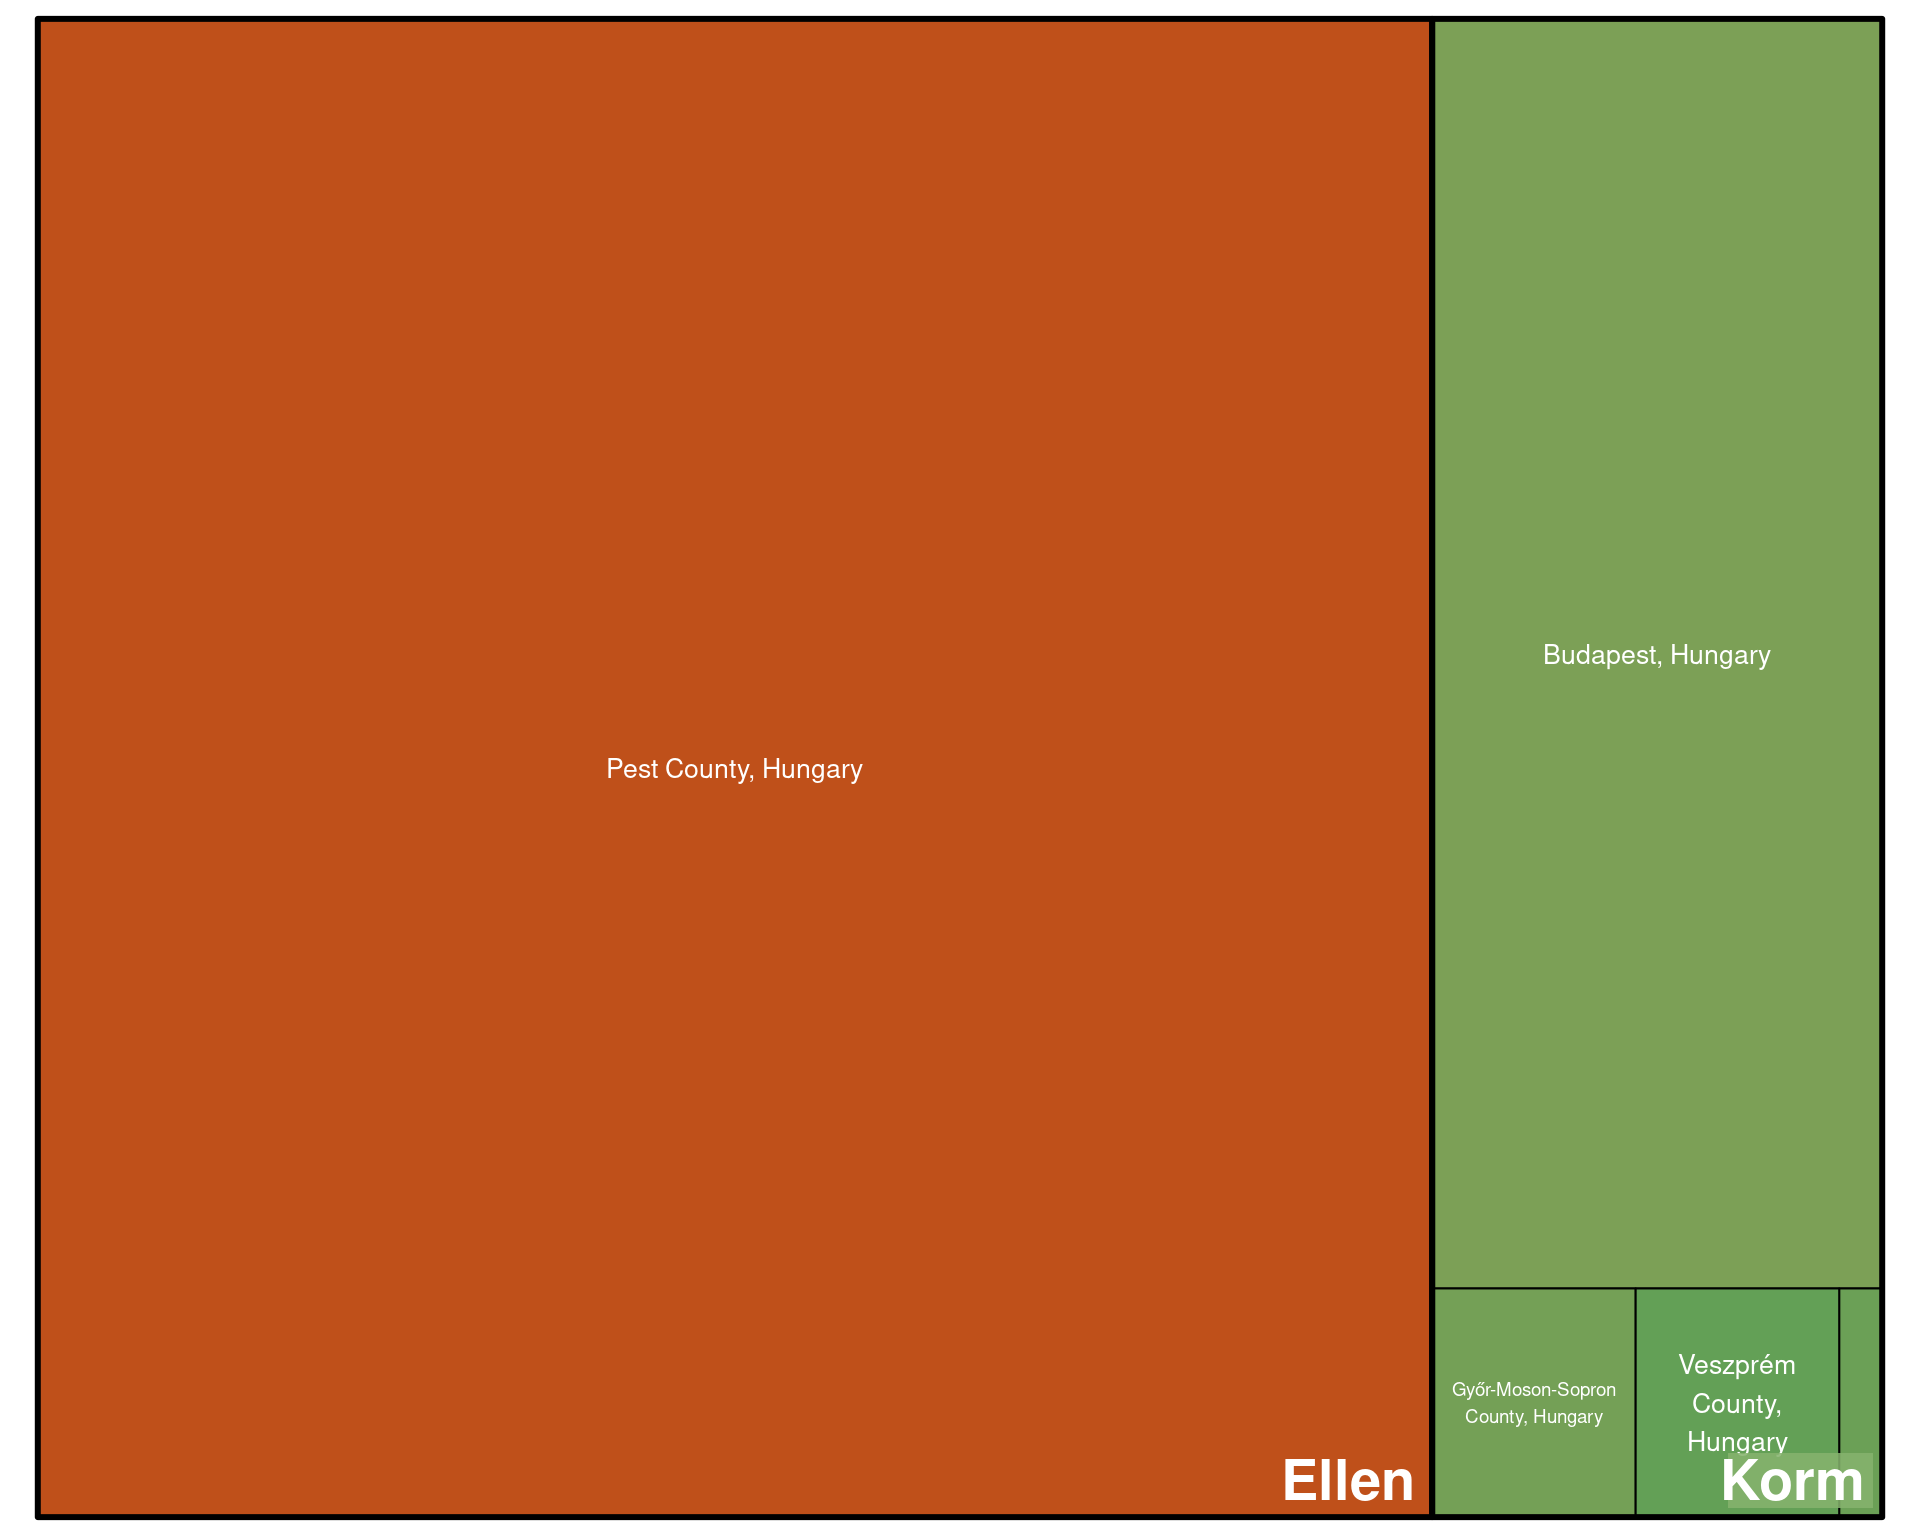 Pest County, Hungary
Budapest, Hungary
Győr-Moson-Sopron
County, Hungary
Veszprém
County,
Hungary
Ellen
Korm